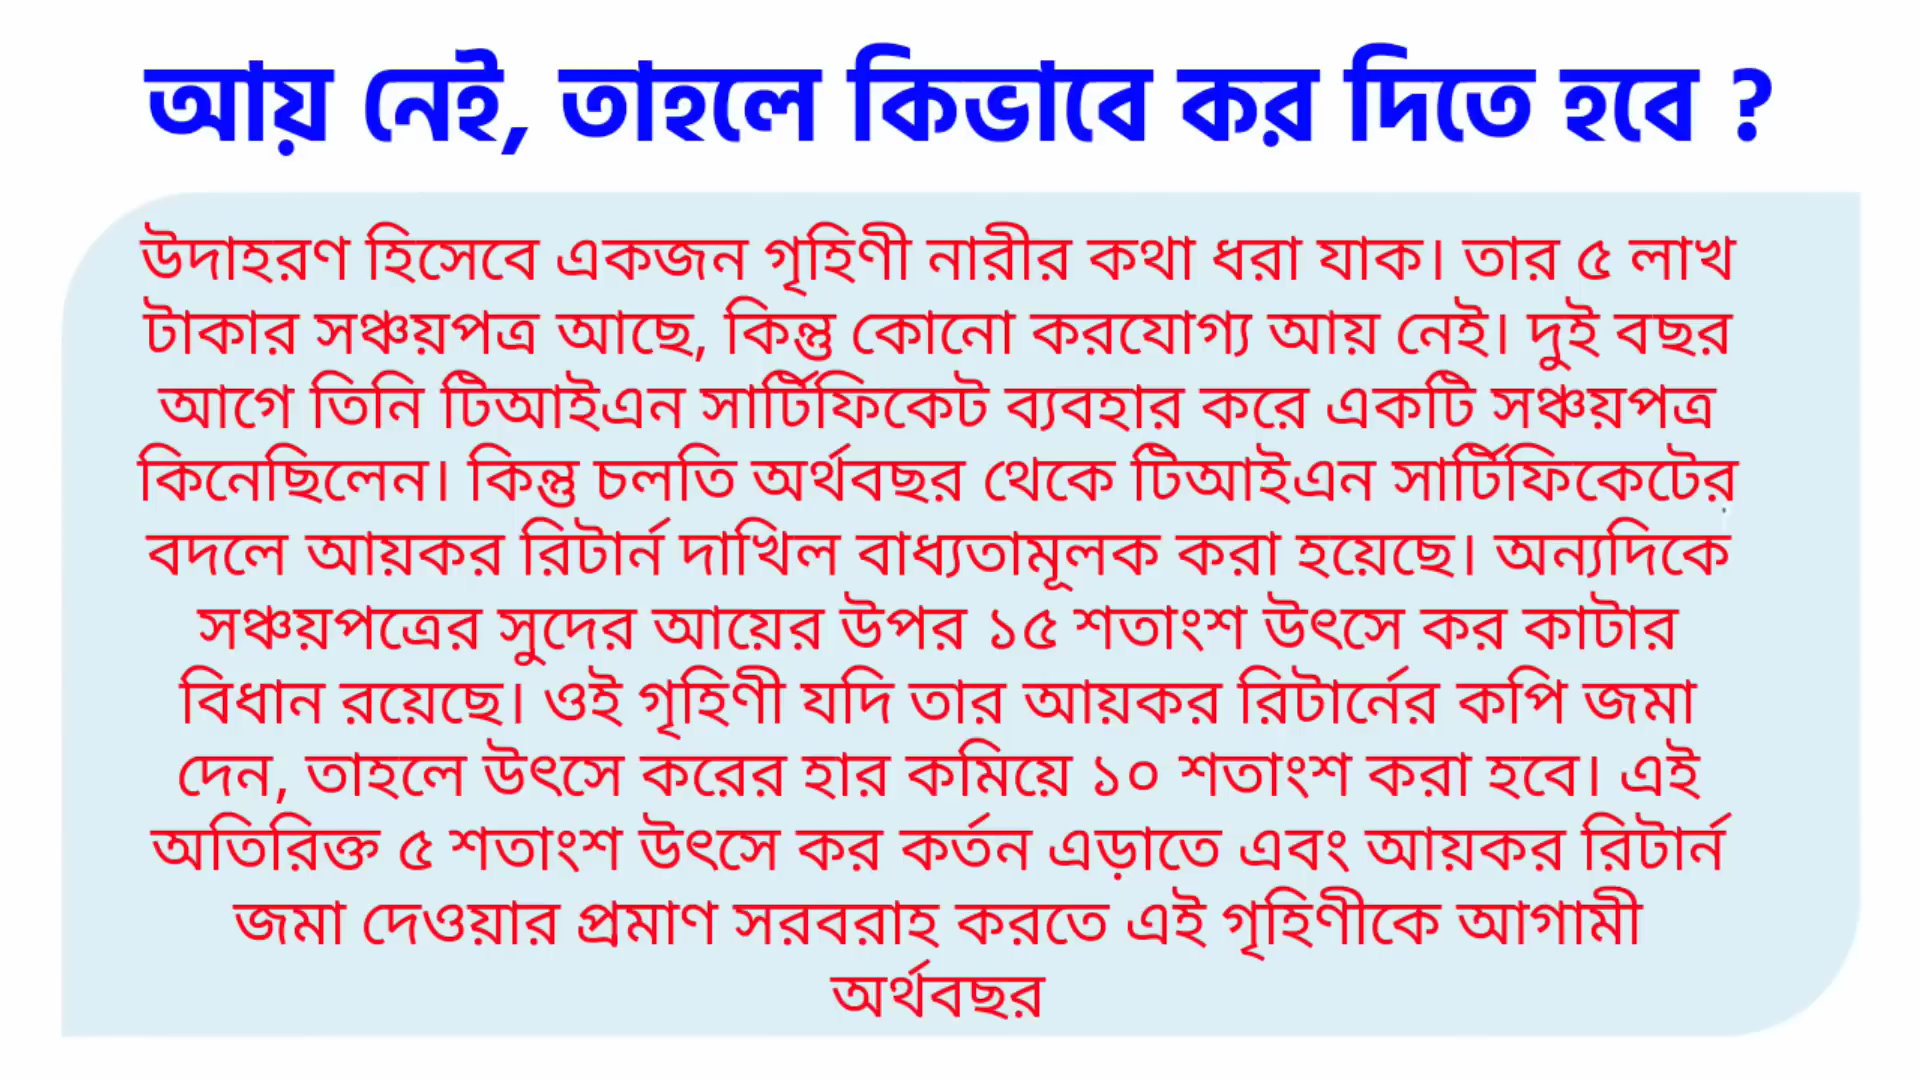 আয় নেই, তাহলে কিভাবে কর দিতে হবে ?
উদাহরণ হিসেবে একজন গৃহিণী নারীর কথা ধরা যাক। তার ৫ লাখ
টাকার সঞ্চয়পত্র আছে, কিন্তু কোনো করযোগ্য আয় নেই। দুই বছর
আগে তিনি টিআইএন সার্টিফিকেট ব্যবহার করে একটি সঞ্চয়পত্র
কিনেছিলেন। কিন্তু চলতি অর্থবছর থেকে টিআইএন সার্টিফিকেটের
বদলে আয়কর রিটার্ন দাখিল বাধ্যতামূলক করা হয়েছে। অন্যদিকে
সঞ্চয়পত্রের সুদের আয়ের উপর ১৫ শতাংশ উৎসে কর কাটার
বিধান রয়েছে। ওই গৃহিণী যদি তার আয়কর রিটার্নের কপি জমা
দেন, তাহলে উৎসে করের হার কমিয়ে ১০ শতাংশ করা হবে। এই
অতিরিক্ত ৫ শতাংশ উৎসে কর কর্তন এড়াতে এবং আয়কর রিটার্ন
জমা দেওয়ার প্রমাণ সরবরাহ করতে এই গৃহিণীকে আগামী
অর্থবছর